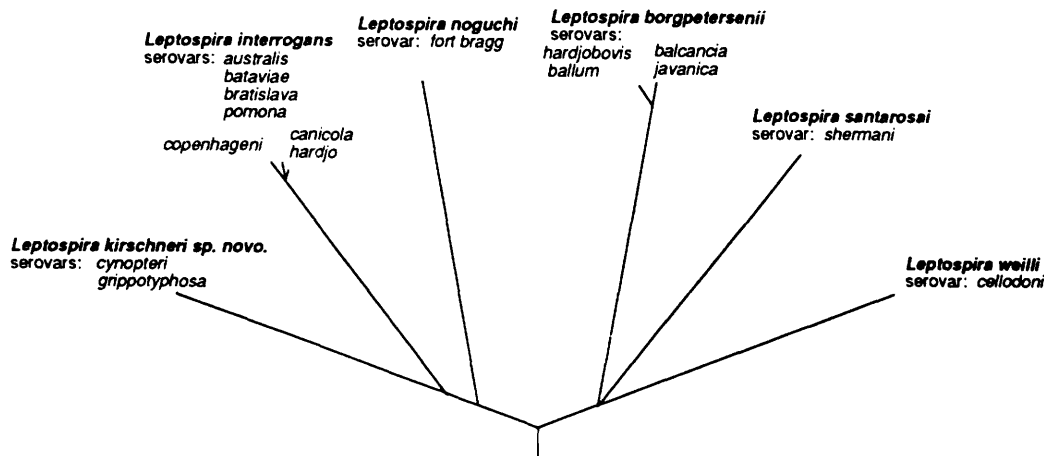 Leptospira interrogans
serovars: australis
bataviae
bratislava
pomona
copenhageni
canicola
hardjo
Leptospira noguchi
serovar: fort bragg
Leptospira borgpetersenii
serovars:
hardjobovis
ballum
balcancia
javanica
Leptospira santarosai
serovar: shermani
Leptospira kirschneri sp. novo.
serovars: cynopteri
grippotyphosa
Leptospira weilli
serovar: cellodoni